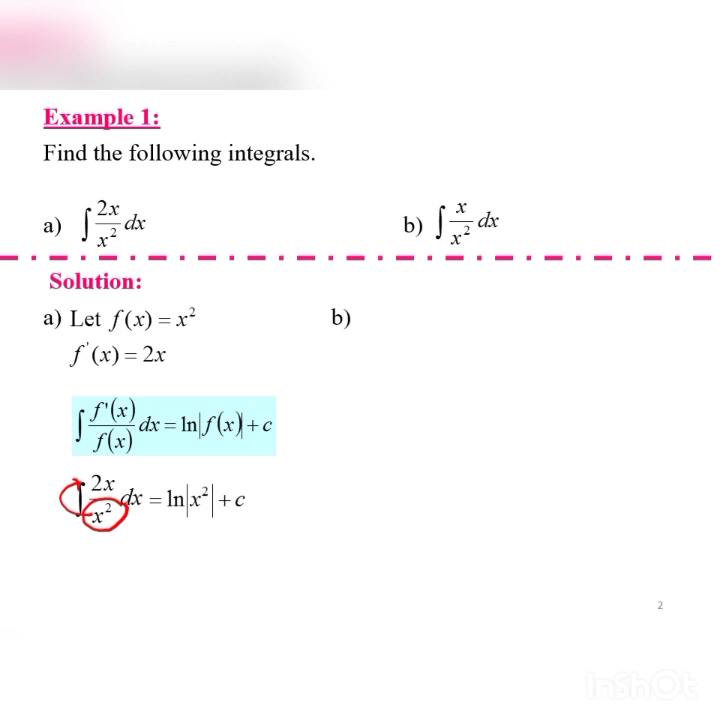 Example 1:
Find the following integrals.
a) ∫ 2x/x² dx
b) ∫ x/x² dx
Solution:
a) Let f(x) = x²
b)
f'(x) = 2x
∫ f'(x)/f(x) dx = ln|f(x)| + c
∫ 2x/x² dx = ln|x²| + c
2
InShOt